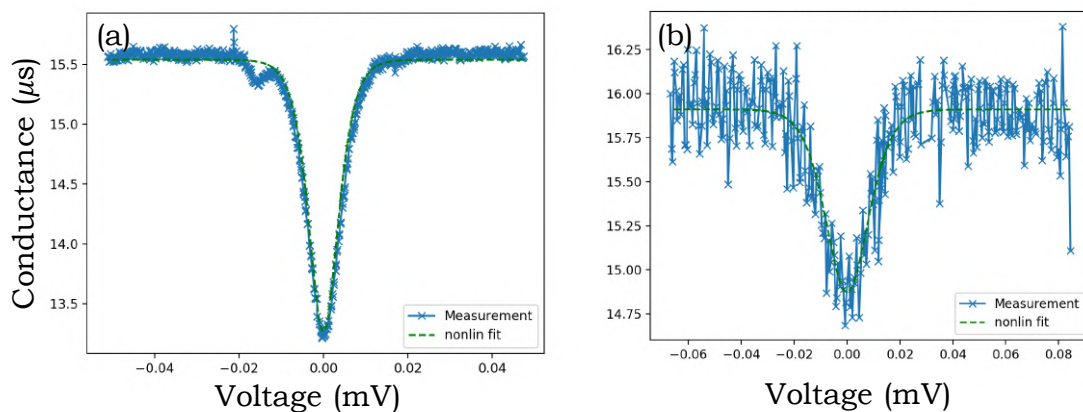 (a)
Conductance (μs)
15.5
15.0
14.5
14.0
13.5
−0.04
−0.02
0.00
0.02
0.04
Voltage (mV)
Measurement
nonlin fit
(b)
16.25
16.00
15.75
15.50
15.25
15.00
14.75
−0.06
−0.04
−0.02
0.00
0.02
0.04
0.06
0.08
Voltage (mV)
Measurement
nonlin fit